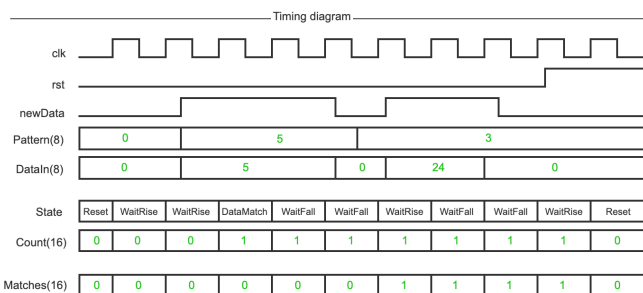 Timing diagram
clk
rst
newData
Pattern(8) 0 5 3
DataIn(8) 0 5 0 24 0
State Reset WaitRise WaitRise DataMatch WaitFall WaitFall WaitRise WaitFall WaitFall WaitRise Reset
Count(16) 0 0 0 1 1 1 1 1 1 1 0
Matches(16) 0 0 0 0 0 0 1 1 1 1 0